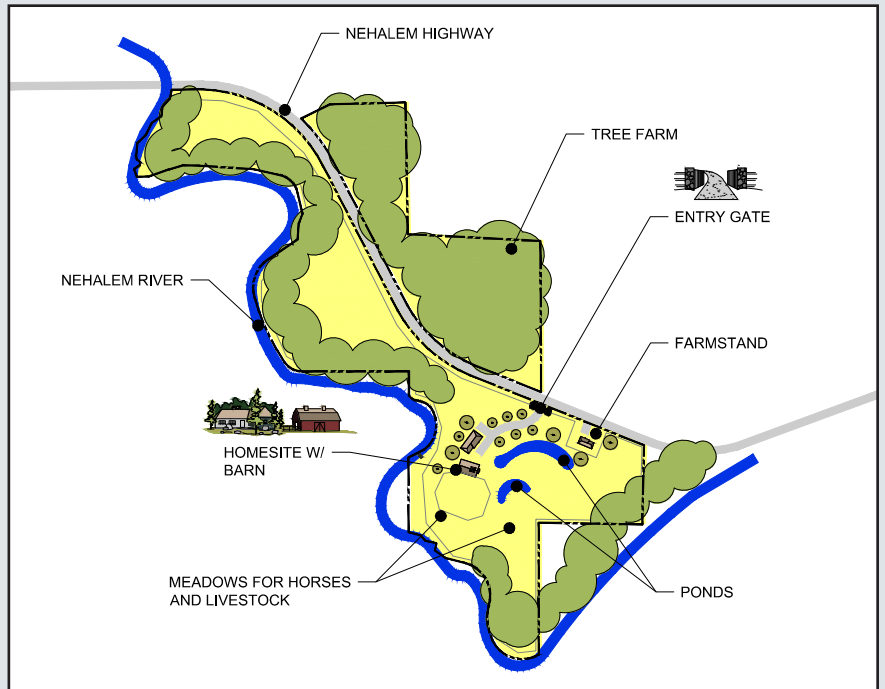 NEHALEM HIGHWAY
TREE FARM
ENTRY GATE
NEHALEM RIVER
FARMSTAND
HOMESITE W/
BARN
MEADOWS FOR HORSES
AND LIVESTOCK
PONDS